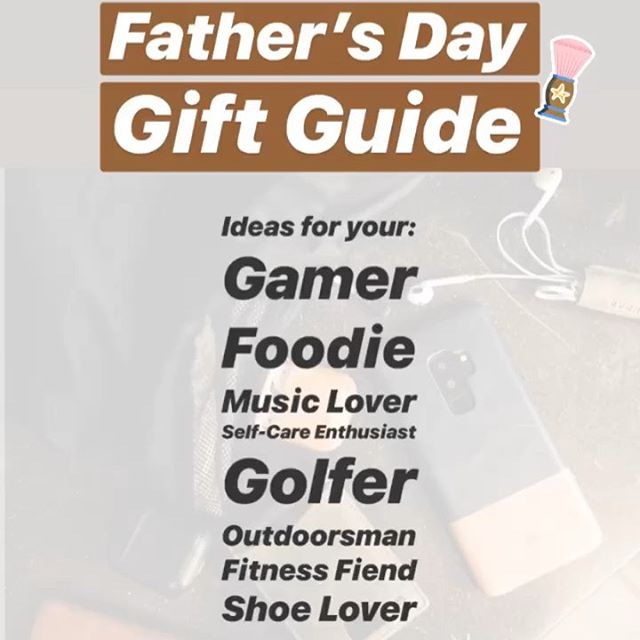 Father's Day
Gift Guide
Ideas for your:
Gamer
Foodie
Music Lover
Self-Care Enthusiast
Golfer
Outdoorsman
Fitness Fiend
Shoe Lover